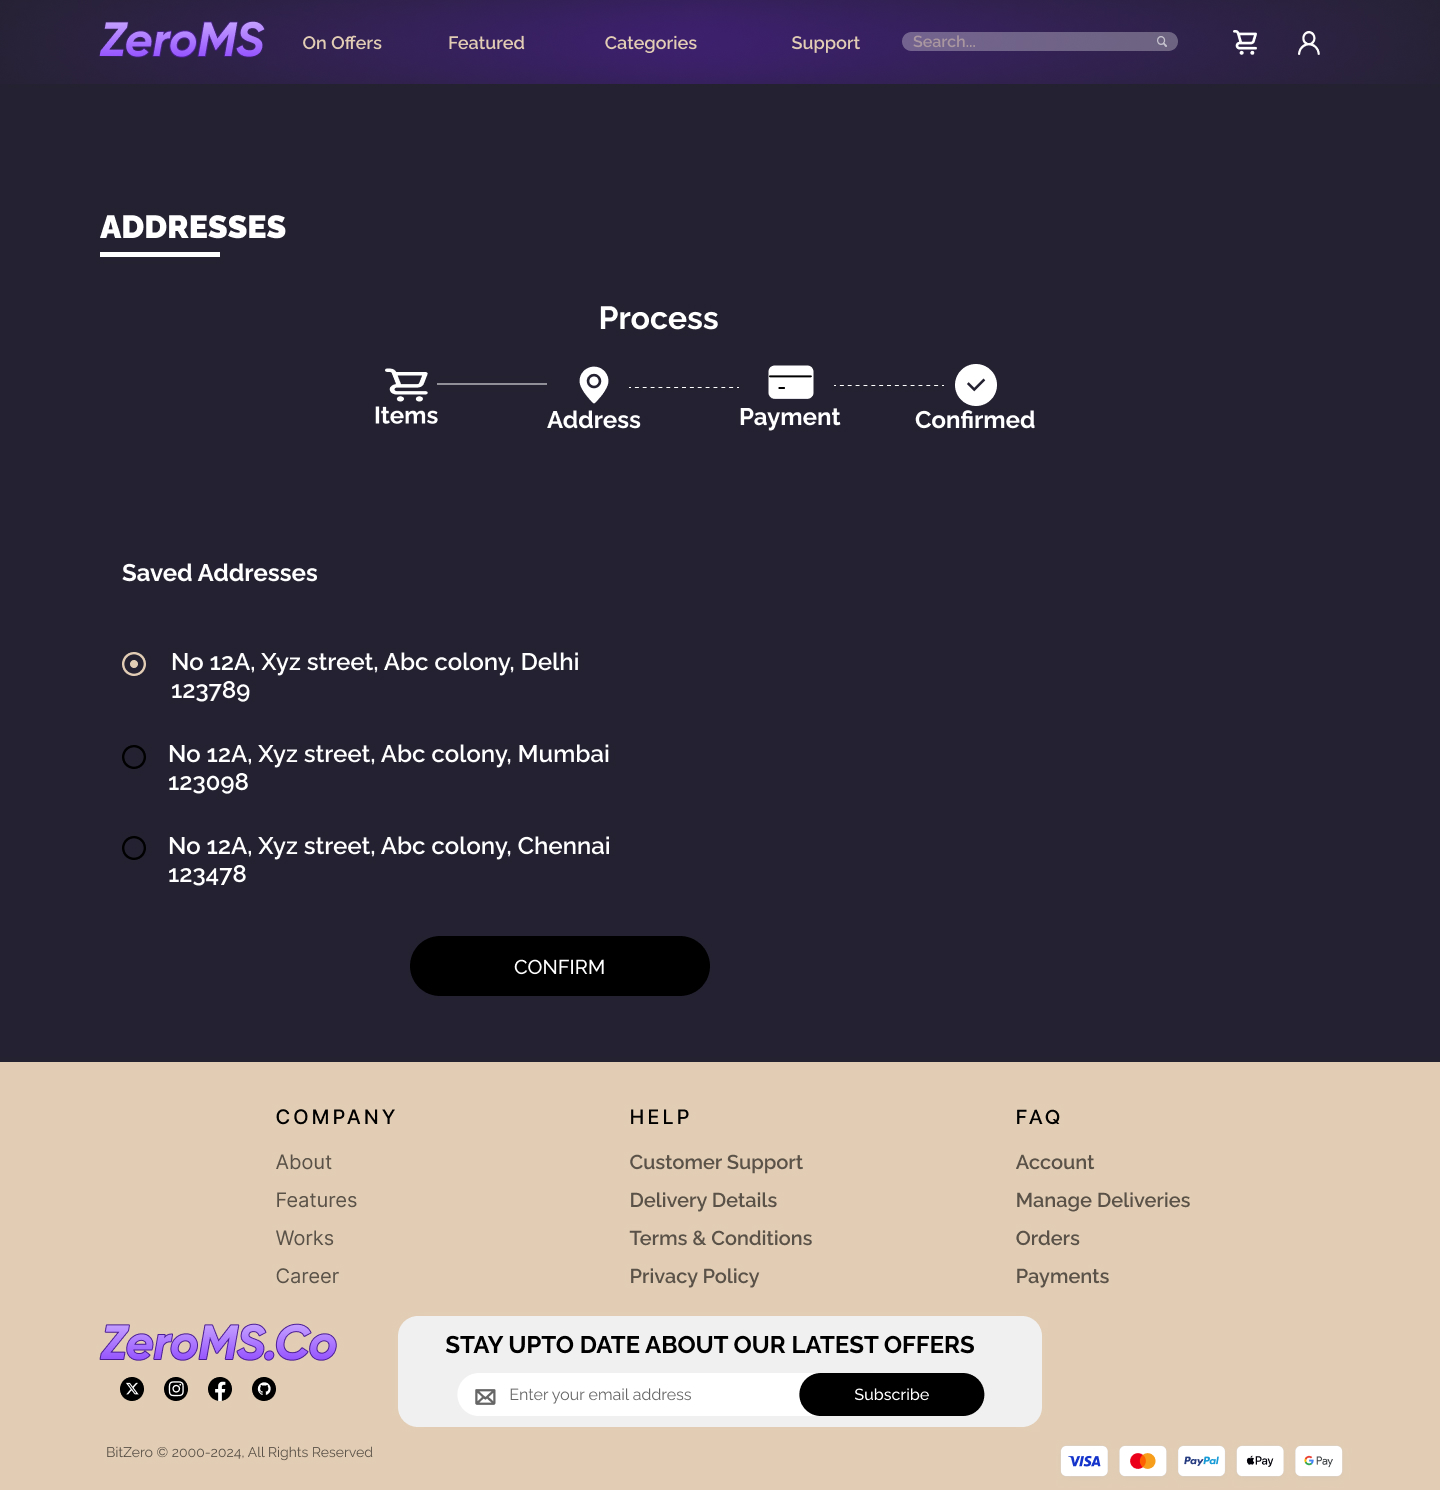 ZeroMS
On Offers
Featured
Categories
Support
Search...
ADDRESSES
Process
Items
Address
Payment
Confirmed
Saved Addresses
No 12A, Xyz street, Abc colony, Delhi
123789
No 12A, Xyz street, Abc colony, Mumbai
123098
No 12A, Xyz street, Abc colony, Chennai
123478
CONFIRM
COMPANY
About
Features
Works
Career
HELP
Customer Support
Delivery Details
Terms & Conditions
Privacy Policy
FAQ
Account
Manage Deliveries
Orders
Payments
ZeroMS.Co
STAY UPTO DATE ABOUT OUR LATEST OFFERS
Enter your email address
Subscribe
BitZero © 2000-2024, All Rights Reserved
VISA
PayPal
Pay
G Pay